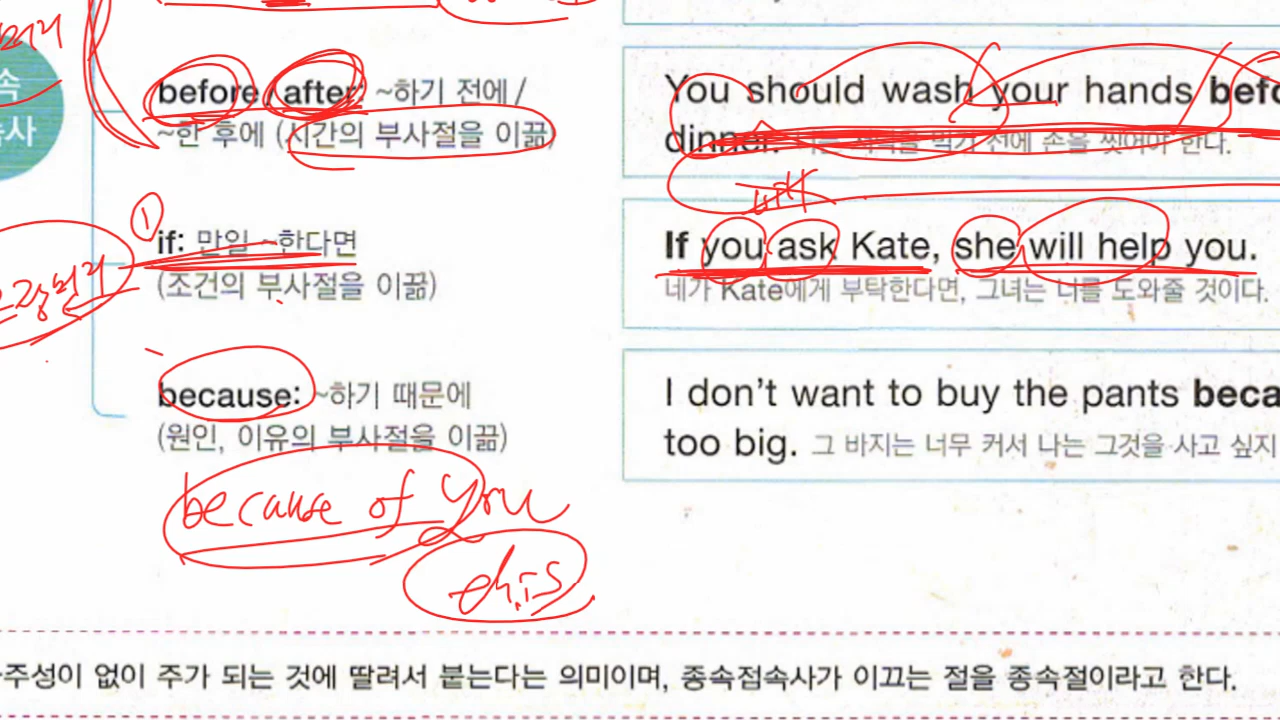 속
사
before / after: ~하기 전에 /
~한 후에 (시간의 부사절을 이끎)
You should wash your hands
dinner. 너는 저녁을 먹기 전에 손을 씻어야 한다.
①
if: 만일 ~한다면
(조건의 부사절을 이끎)
If you ask Kate, she will help you.
네가 Kate에게 부탁한다면, 그녀는 너를 도와줄 것이다.
because: ~하기 때문에
(원인, 이유의 부사절을 이끎)
I don't want to buy the pants beca
too big. 그 바지는 너무 커서 나는 그것을 사고 싶지
because of you
this
주성이 없이 주가 되는 것에 딸려서 붙는다는 의미이며, 종속접속사가 이끄는 절을 종속절이라고 한다.